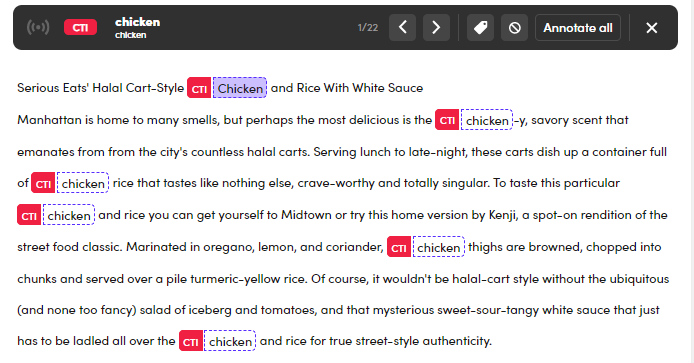 CTI chicken
chicken
1/22
Annotate all
Serious Eats' Halal Cart-Style CTI Chicken and Rice With White Sauce
Manhattan is home to many smells, but perhaps the most delicious is the CTI chicken-y, savory scent that
emanates from from the city's countless halal carts. Serving lunch to late-night, these carts dish up a container full
of CTI chicken rice that tastes like nothing else, crave-worthy and totally singular. To taste this particular
CTI chicken and rice you can get yourself to Midtown or try this home version by Kenji, a spot-on rendition of the
street food classic. Marinated in oregano, lemon, and coriander, CTI chicken thighs are browned, chopped into
chunks and served over a pile turmeric-yellow rice. Of course, it wouldn't be halal-cart style without the ubiquitous
(and none too fancy) salad of iceberg and tomatoes, and that mysterious sweet-sour-tangy white sauce that just
has to be ladled all over the CTI chicken and rice for true street-style authenticity.